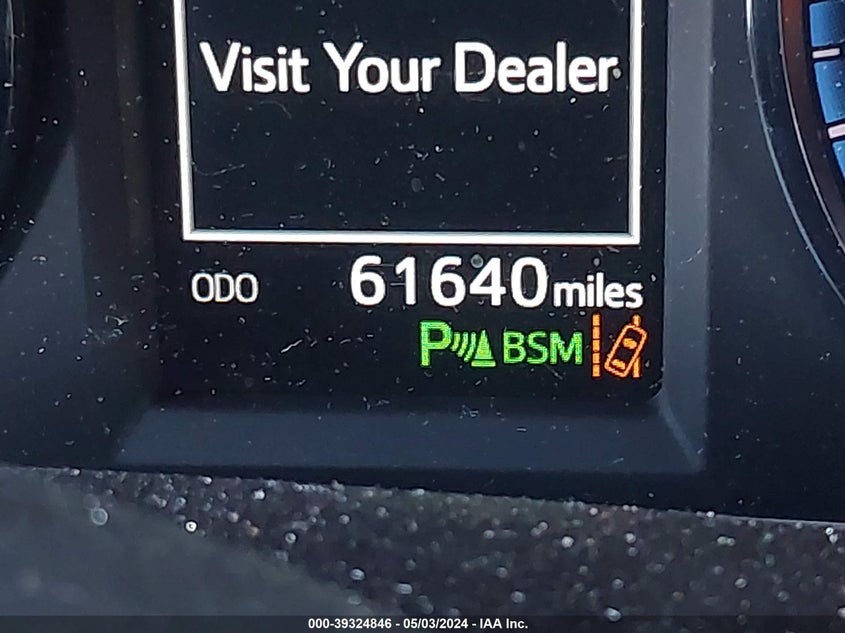 Visit Your Dealer
ODO 61640 miles
P BSM
000-39324846 - 05/03/2024 - IAA Inc.